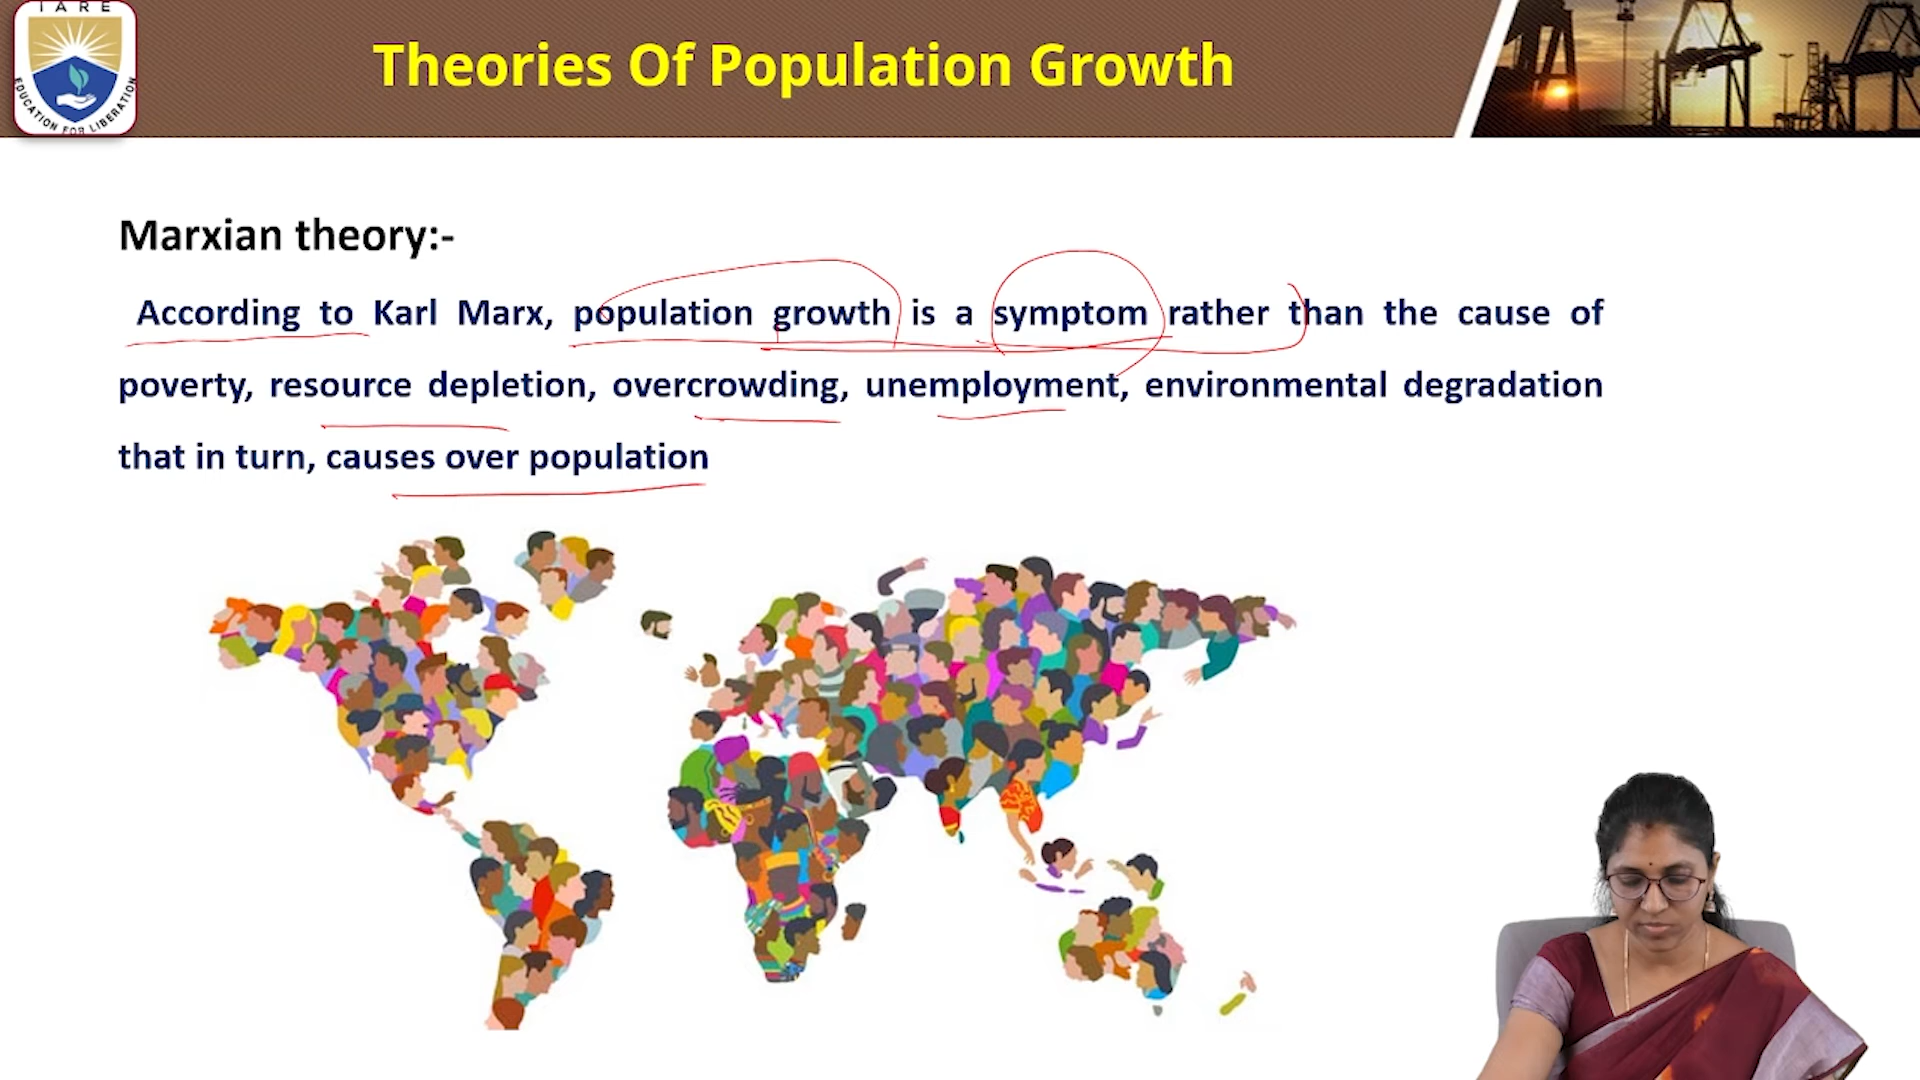 IARE
EDUCATION FOR LIBERATION
Theories Of Population Growth
Marxian theory:-
According to Karl Marx, population growth is a symptom rather than the cause of
poverty, resource depletion, overcrowding, unemployment, environmental degradation
that in turn, causes over population